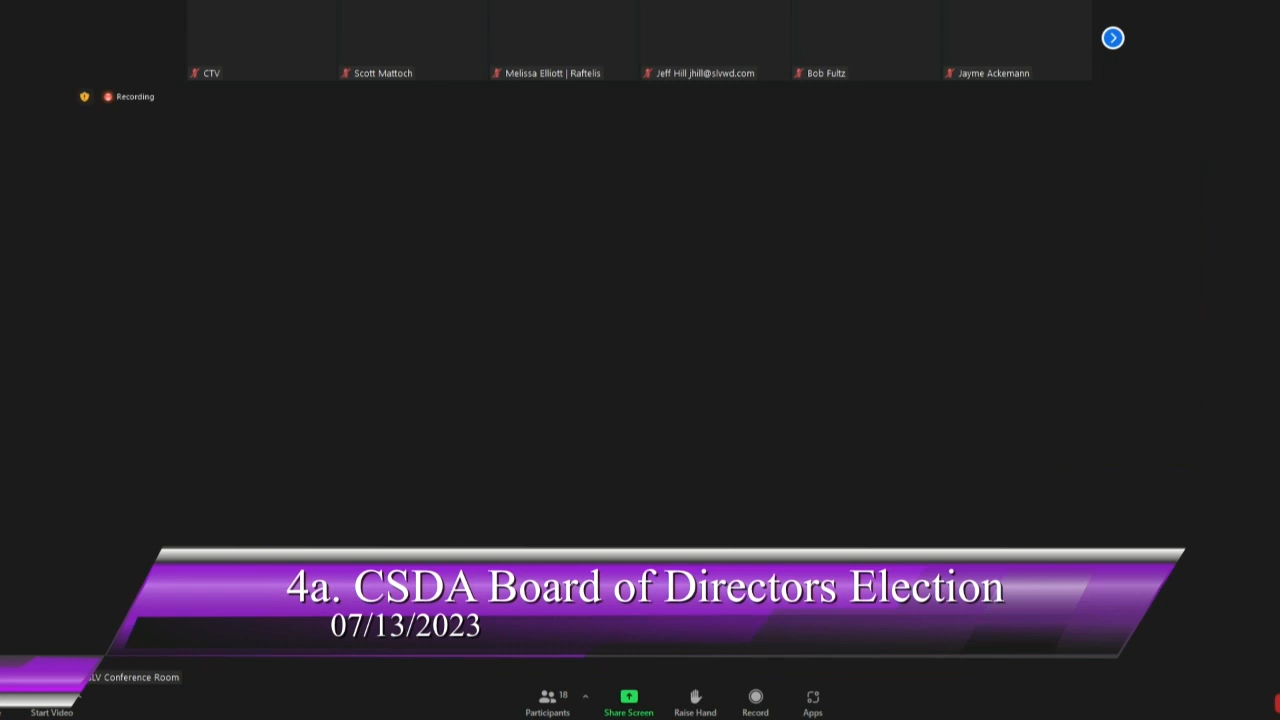 CTV
Scott Mattoch
Melissa Elliott | Raftelis
Jeff Hill jhill@slvwd.com
Bob Fultz
Jayme Ackemann
Recording
4a. CSDA Board of Directors Election
07/13/2023
SLV Conference Room
Start Video
18
Participants
Share Screen
Raise Hand
Record
Apps